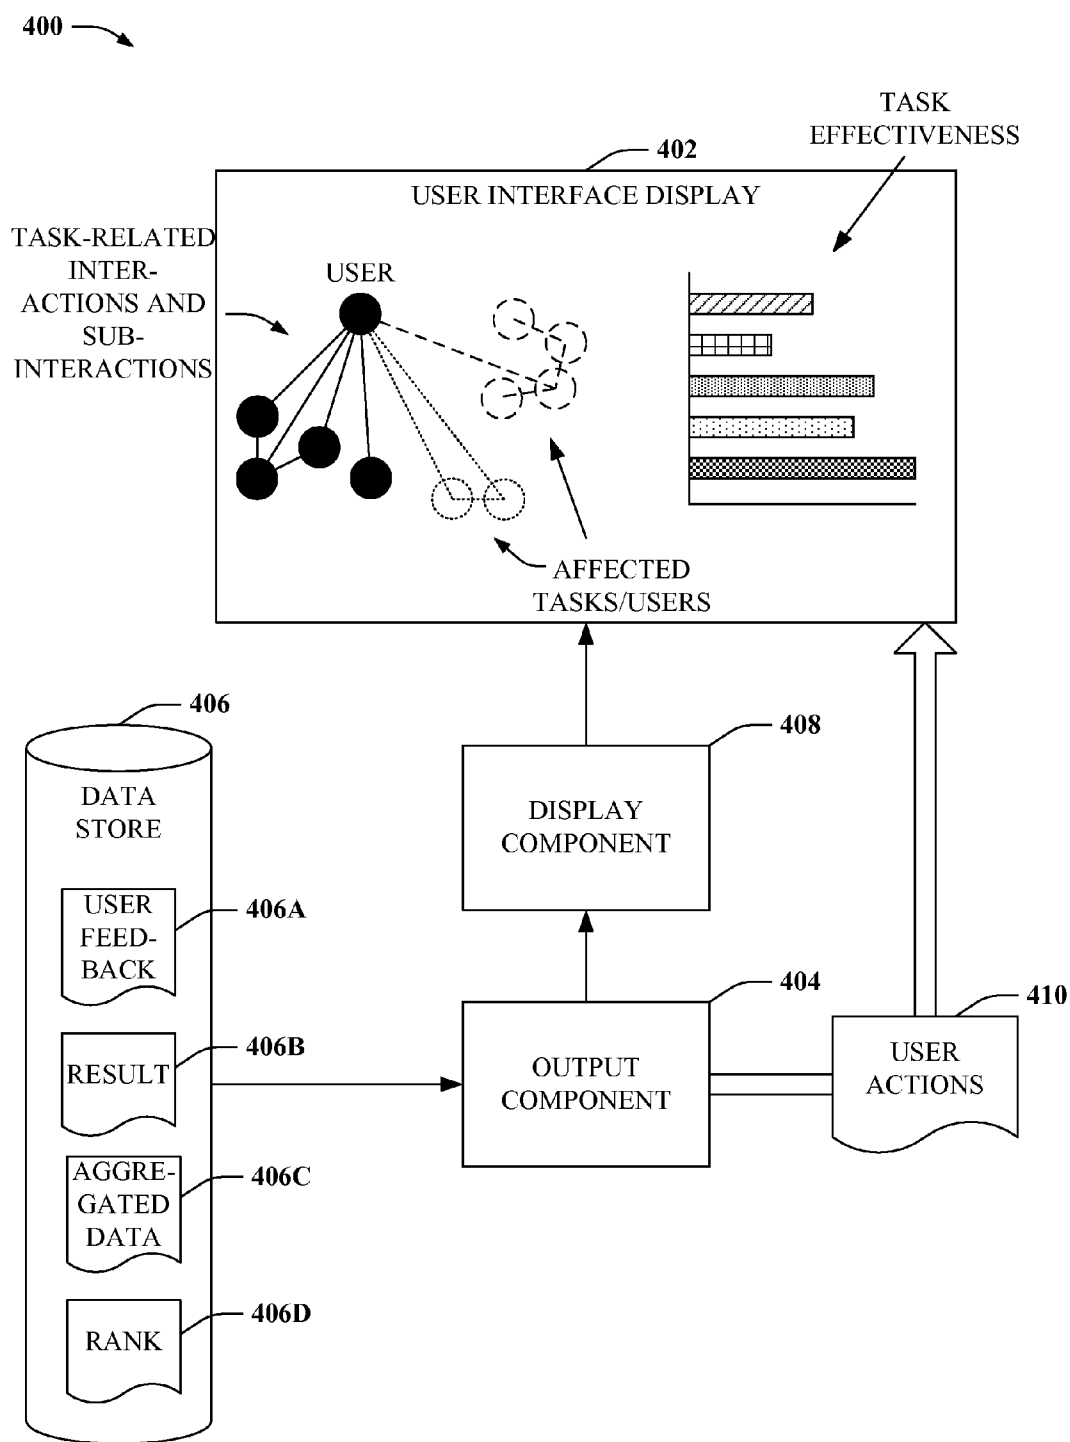 400
TASK
EFFECTIVENESS
402
USER INTERFACE DISPLAY
TASK-RELATED
INTER-
ACTIONS AND
SUB-
INTERACTIONS
USER
AFFECTED
TASKS/USERS
406
408
DATA
STORE
DISPLAY
COMPONENT
USER
FEED-
BACK
406A
404
410
RESULT
406B
OUTPUT
COMPONENT
USER
ACTIONS
AGGRE-
GATED
DATA
406C
RANK
406D